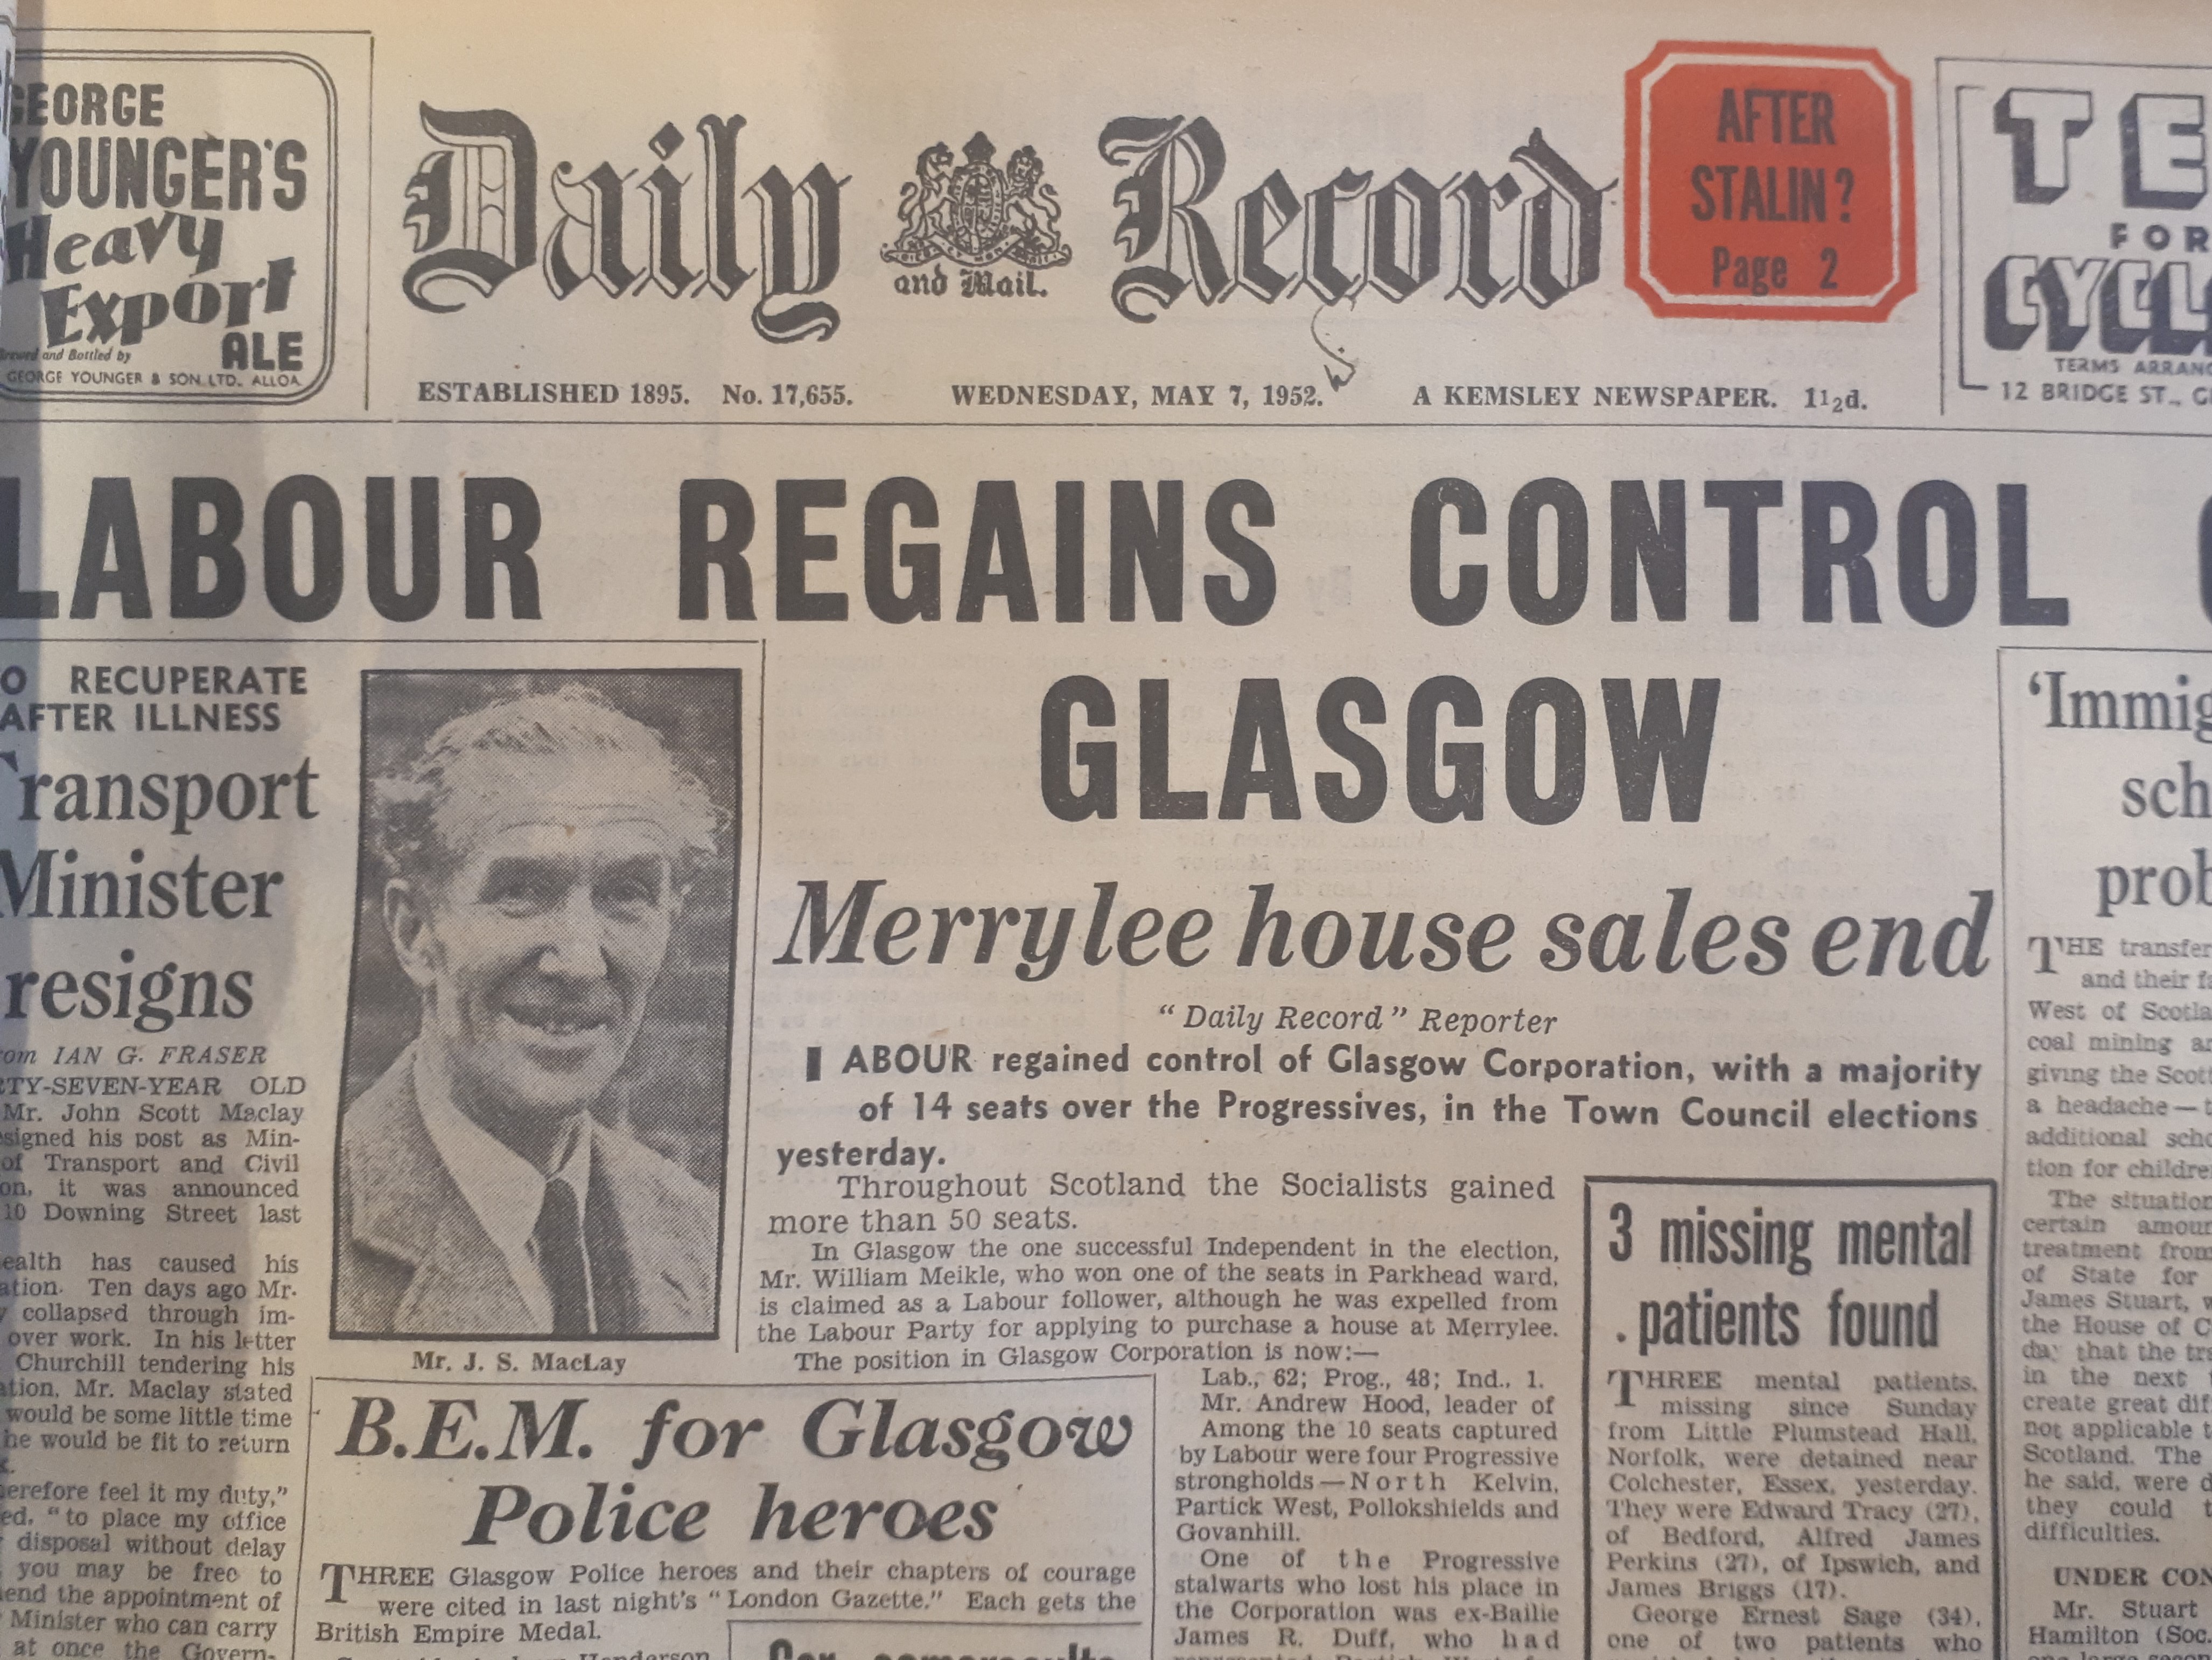 GEORGE
YOUNGER'S
Heavy
Export
ALE
Brewed and Bottled by
GEORGE YOUNGER & SON LTD. ALLOA
Daily Record
and Mail.
AFTER
STALIN?
Page 2
TE
FOR
CYCL
TERMS ARRANG
12 BRIDGE ST., G
ESTABLISHED 1895. No. 17,655. WEDNESDAY, MAY 7, 1952. A KEMSLEY NEWSPAPER. 1½d.
LABOUR REGAINS CONTROL
GLASGOW
O RECUPERATE
AFTER ILLNESS
Transport
Minister
resigns
om IAN G. FRASER
TY-SEVEN-YEAR OLD
Mr. John Scott Maclay
signed his post as Min-
of Transport and Civil
on, it was announced
10 Downing Street last
ealth has caused his
ation. Ten days ago Mr.
y collapsed through im-
over work. In his letter
Churchill tendering his
ation, Mr. Maclay stated
would be some little time
he would be fit to return
k.
herefore feel it my duty,"
ed, "to place my office
disposal without delay
you may be free to
end the appointment of
Minister who can carry
at once the Govern-
Mr. J. S. MacLay
B.E.M. for Glasgow
Police heroes
THREE Glasgow Police heroes and their chapters of courage
were cited in last night's "London Gazette." Each gets the
British Empire Medal.
Henderson
Car somersaults
Merrylee house sales end
"Daily Record" Reporter
LABOUR regained control of Glasgow Corporation, with a majority
of 14 seats over the Progressives, in the Town Council elections
yesterday.
Throughout Scotland the Socialists gained
more than 50 seats.
In Glasgow the one successful Independent in the election,
Mr. William Meikle, who won one of the seats in Parkhead ward,
is claimed as a Labour follower, although he was expelled from
the Labour Party for applying to purchase a house at Merrylee.
The position in Glasgow Corporation is now:—
Lab., 62; Prog., 48; Ind., 1.
Mr. Andrew Hood, leader of
Among the 10 seats captured
by Labour were four Progressive
strongholds—North Kelvin,
Partick West, Pollokshields and
Govanhill.
One of the Progressive
stalwarts who lost his place in
the Corporation was ex-Bailie
James R. Duff, who had
3 missing mental
patients found
THREE mental patients,
missing since Sunday
from Little Plumstead Hall,
Norfolk, were detained near
Colchester, Essex, yesterday.
They were Edward Tracy (27),
of Bedford, Alfred James
Perkins (27), of Ipswich, and
James Briggs (17).
George Ernest Sage (34),
one of two patients who
'Immig
sch
prob
THE transfer
and their fa
West of Scotla
coal mining a
giving the Scot
a headache—t
additional scho
tion for childre
The situation
certain amou
treatment from
of State for
James Stuart, w
the House of C
day that the tra
in the next
create great dif
not applicable t
Scotland. The
he said, were d
they could t
difficulties.
UNDER CON
Mr. Stuart
Hamilton (Soc.